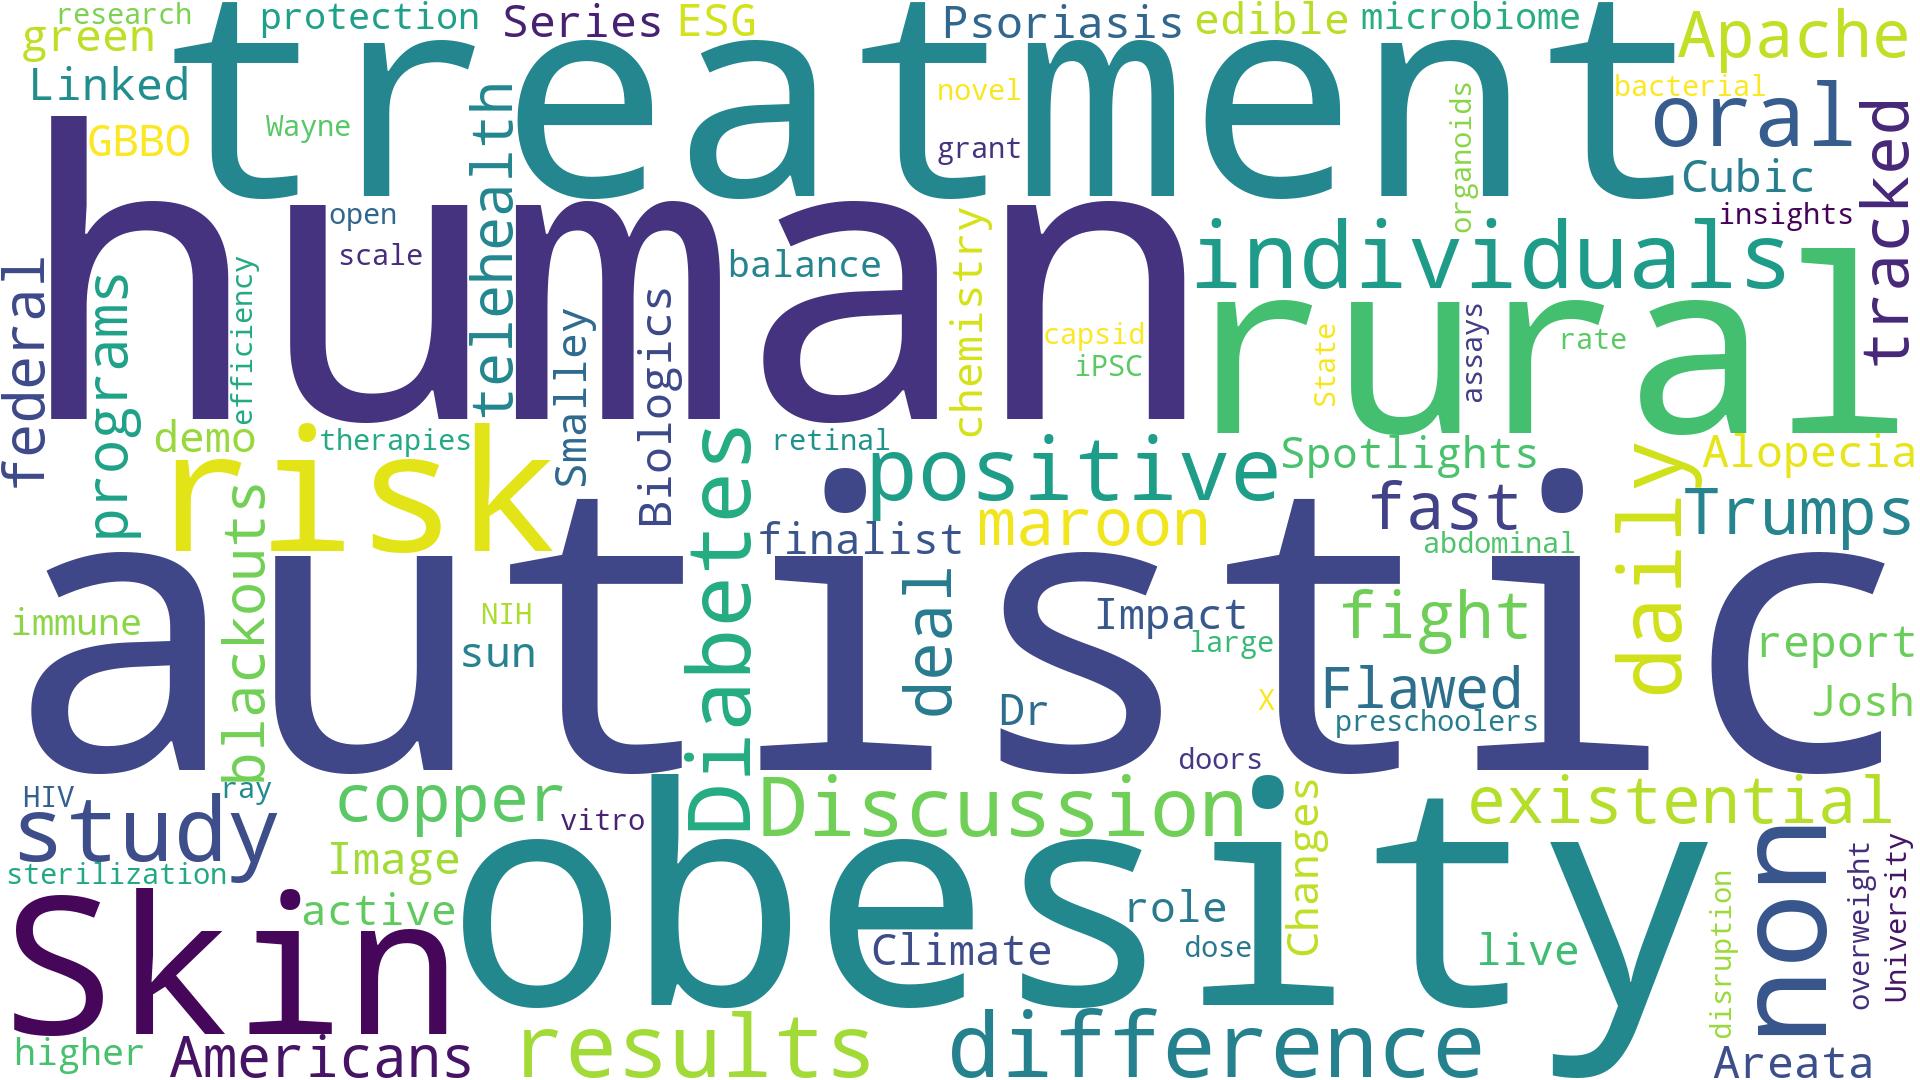 research
protection
Series
ESG
Psoriasis
edible
microbiome
Apache
green
treatment
Linked
telehealth
novel
organoids
bacterial
oral
GBBO
Wayne
grant
tracked
Cubic
human
open
scale
balance
chemistry
individuals
insights
federal
programs
efficiency
Smalley
Biologics
capsid
iPSC
rural
State
assays
rate
demo
therapies
risk
Diabetes
retinal
positive
Spotlights
daily
Alopecia
blackouts
finalist
maroon
fast
Trumps
abdominal
autistic
immune
NIH
sun
deal
Impact
large
fight
report
Dr
X
Flawed
preschoolers
Josh
doors
HIV
ray
study
copper
vitro
Discussion
Changes
existential
non
sterilization
Image
obesity
Skin
active
Climate
role
dose
live
disruption
overweight
University
higher
Americans
results
difference
Areata